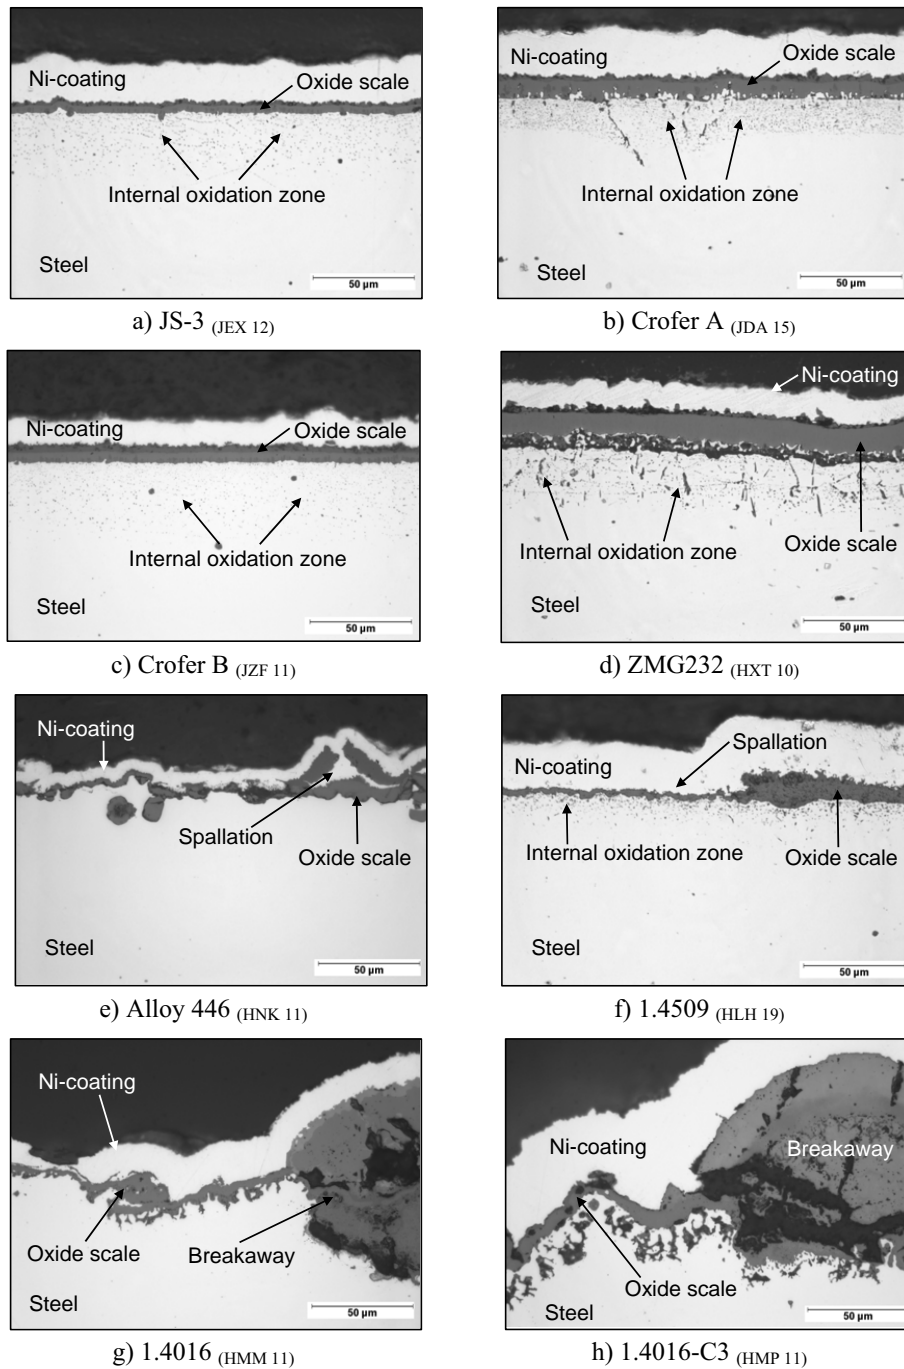 Ni-coating
Oxide scale
Internal oxidation zone
Steel
50 µm
a) JS-3 (JEX 12)
Ni-coating
Oxide scale
Internal oxidation zone
Steel
50 µm
b) Crofer A (JDA 15)
Ni-coating
Oxide scale
Internal oxidation zone
Steel
50 µm
c) Crofer B (JZF 11)
Ni-coating
Internal oxidation zone
Oxide scale
Steel
50 µm
d) ZMG232 (HXT 10)
Ni-coating
Spallation
Oxide scale
Steel
50 µm
e) Alloy 446 (HNK 11)
Spallation
Ni-coating
Internal oxidation zone
Oxide scale
Steel
50 µm
f) 1.4509 (HLH 19)
Ni-coating
Oxide scale
Breakaway
Steel
50 µm
g) 1.4016 (HMM 11)
Ni-coating
Breakaway
Oxide scale
Steel
50 µm
h) 1.4016-C3 (HMP 11)